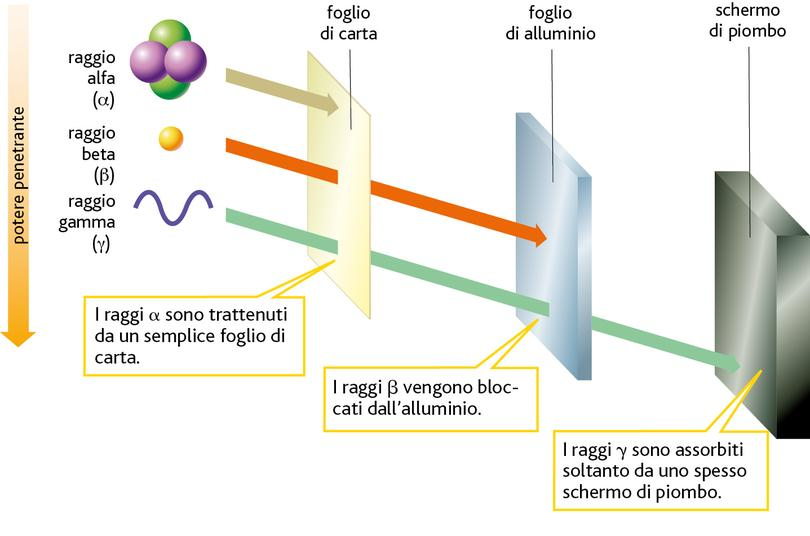 foglio
di carta
foglio
di alluminio
schermo
di piombo
potere penetrante
raggio
alfa
(α)
raggio
beta
(β)
raggio
gamma
(γ)
I raggi α sono trattenuti
da un semplice foglio di
carta.
I raggi β vengono bloc-
cati dall’alluminio.
I raggi γ sono assorbiti
soltanto da uno spesso
schermo di piombo.